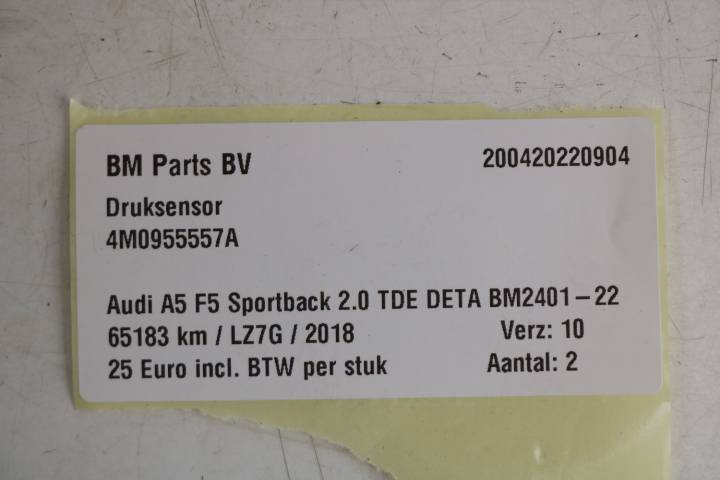 BM Parts BV 200420220904
Druksensor
4M0955557A
Audi A5 F5 Sportback 2.0 TDE DETA BM2401-22
65183 km / LZ7G / 2018 Verz: 10
25 Euro incl. BTW per stuk Aantal: 2